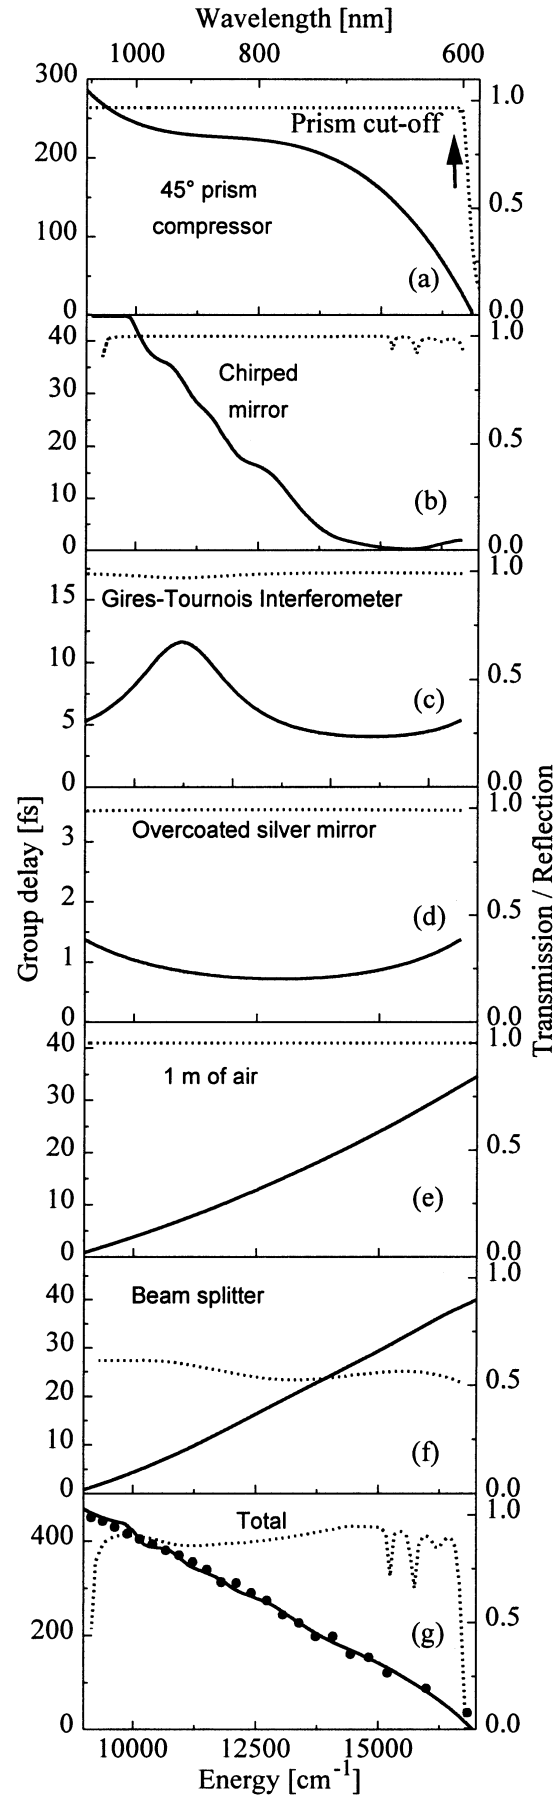 Wavelength [nm]
1000 800 600
300 1.0
Prism cut-off
200
45° prism
compressor
0.5
100
(a)
0 0.0
40 1.0
Chirped
mirror
30
20 0.5
10
(b)
0 0.0
1.0
15
Gires-Tournois Interferometer
10
0.5
(c)
5
0.0
0
1.0
Overcoated silver mirror
3
2
0.5
(d)
1
0 0.0
Group delay [fs]
Transmission / Reflection
40 1.0
1 m of air
30
20 0.5
10
(e)
0 0.0
1.0
40
Beam splitter
30
20 0.5
10
(f)
0 0.0
1.0
Total
400
200 0.5
(g)
0 0.0
10000 12500 15000
Energy [cm-1]